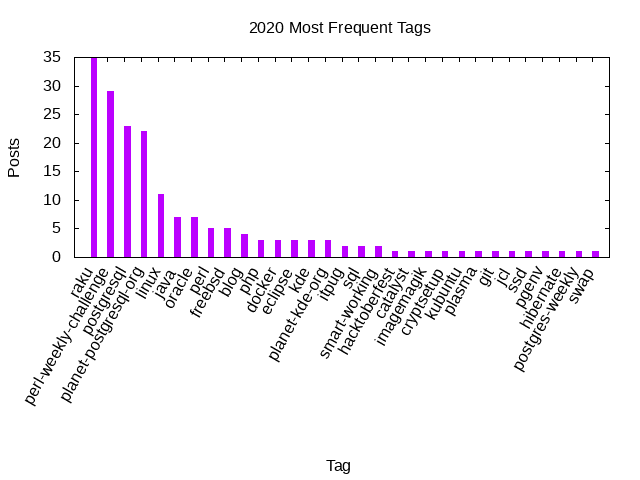 2020 Most Frequent Tags
Posts
35
30
25
20
15
10
5
0
raku
perl-weekly-challenge
postgresql
planet-postgresql-org
linux
java
oracle
perl
freebsd
blog
php
docker
eclipse
kde
planet-kde-org
itpug
sql
smart-working
hacktoberfest
catalyst
imagemagik
cryptsetup
kubuntu
plasma
git
jcl
ssd
pgenv
hibernate
postgres-weekly
swap
Tag